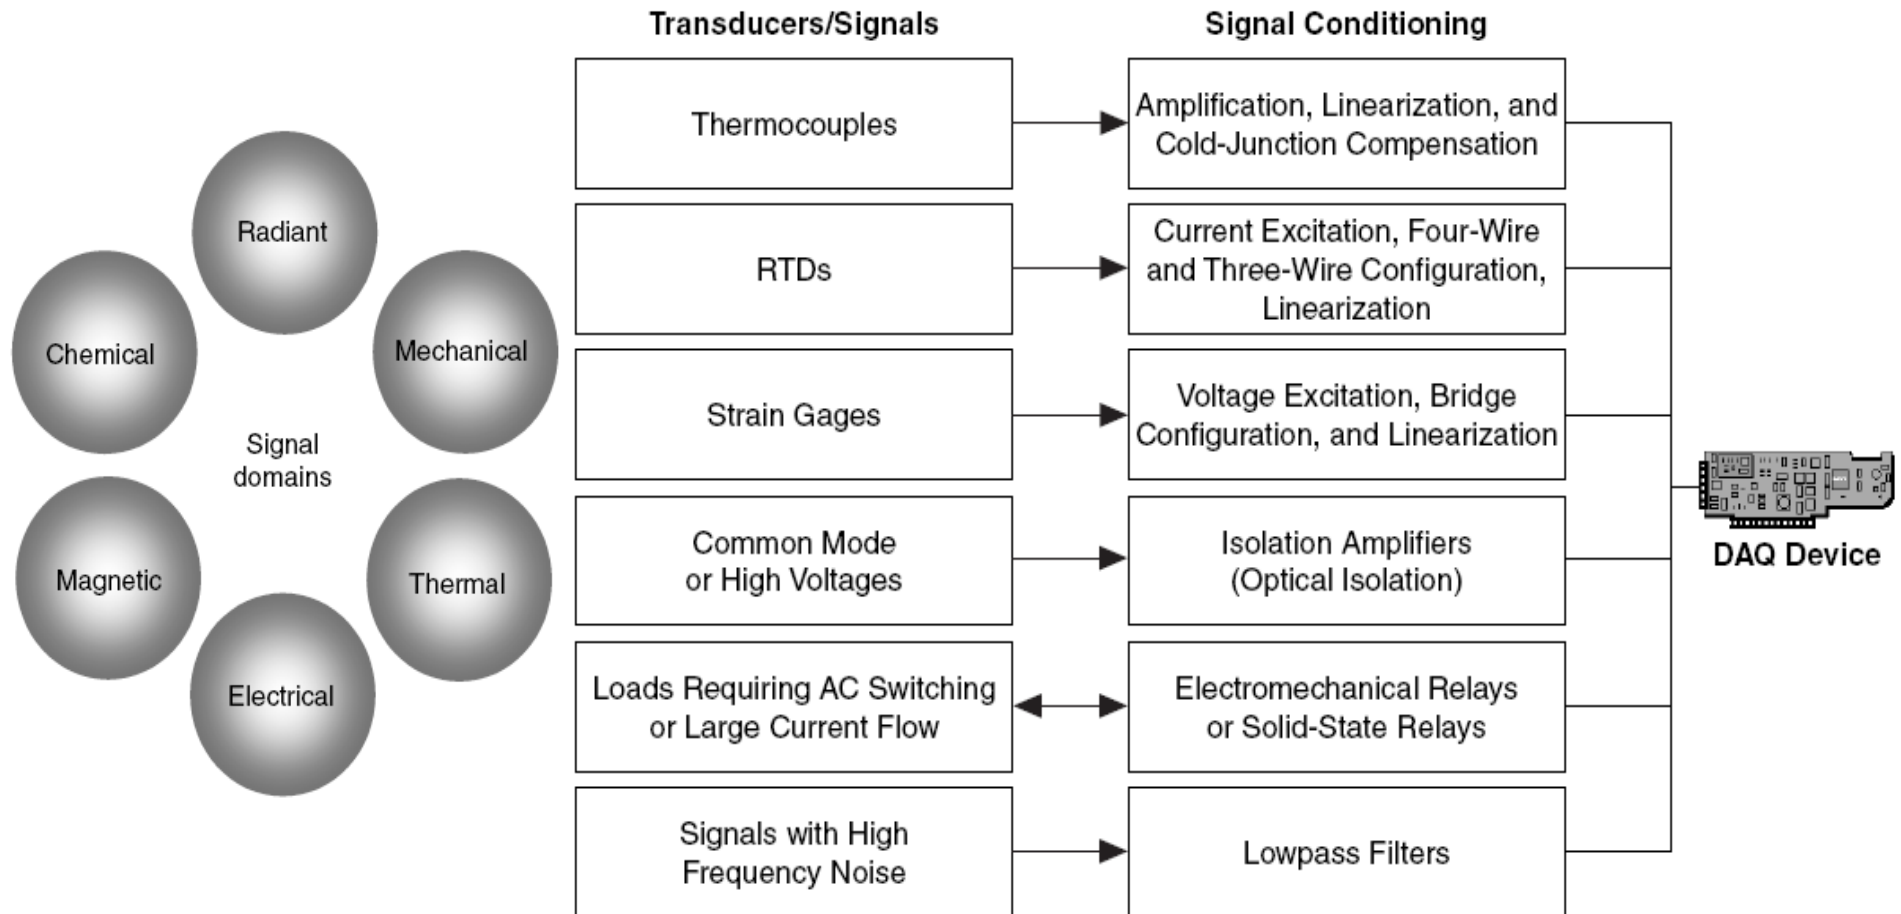 Transducers/Signals
Signal Conditioning
Radiant
Chemical
Mechanical
Signal
domains
Magnetic
Thermal
Electrical
Thermocouples
Amplification, Linearization, and
Cold-Junction Compensation
RTDs
Current Excitation, Four-Wire
and Three-Wire Configuration,
Linearization
Strain Gages
Voltage Excitation, Bridge
Configuration, and Linearization
Common Mode
or High Voltages
Isolation Amplifiers
(Optical Isolation)
Loads Requiring AC Switching
or Large Current Flow
Electromechanical Relays
or Solid-State Relays
Signals with High
Frequency Noise
Lowpass Filters
DAQ Device